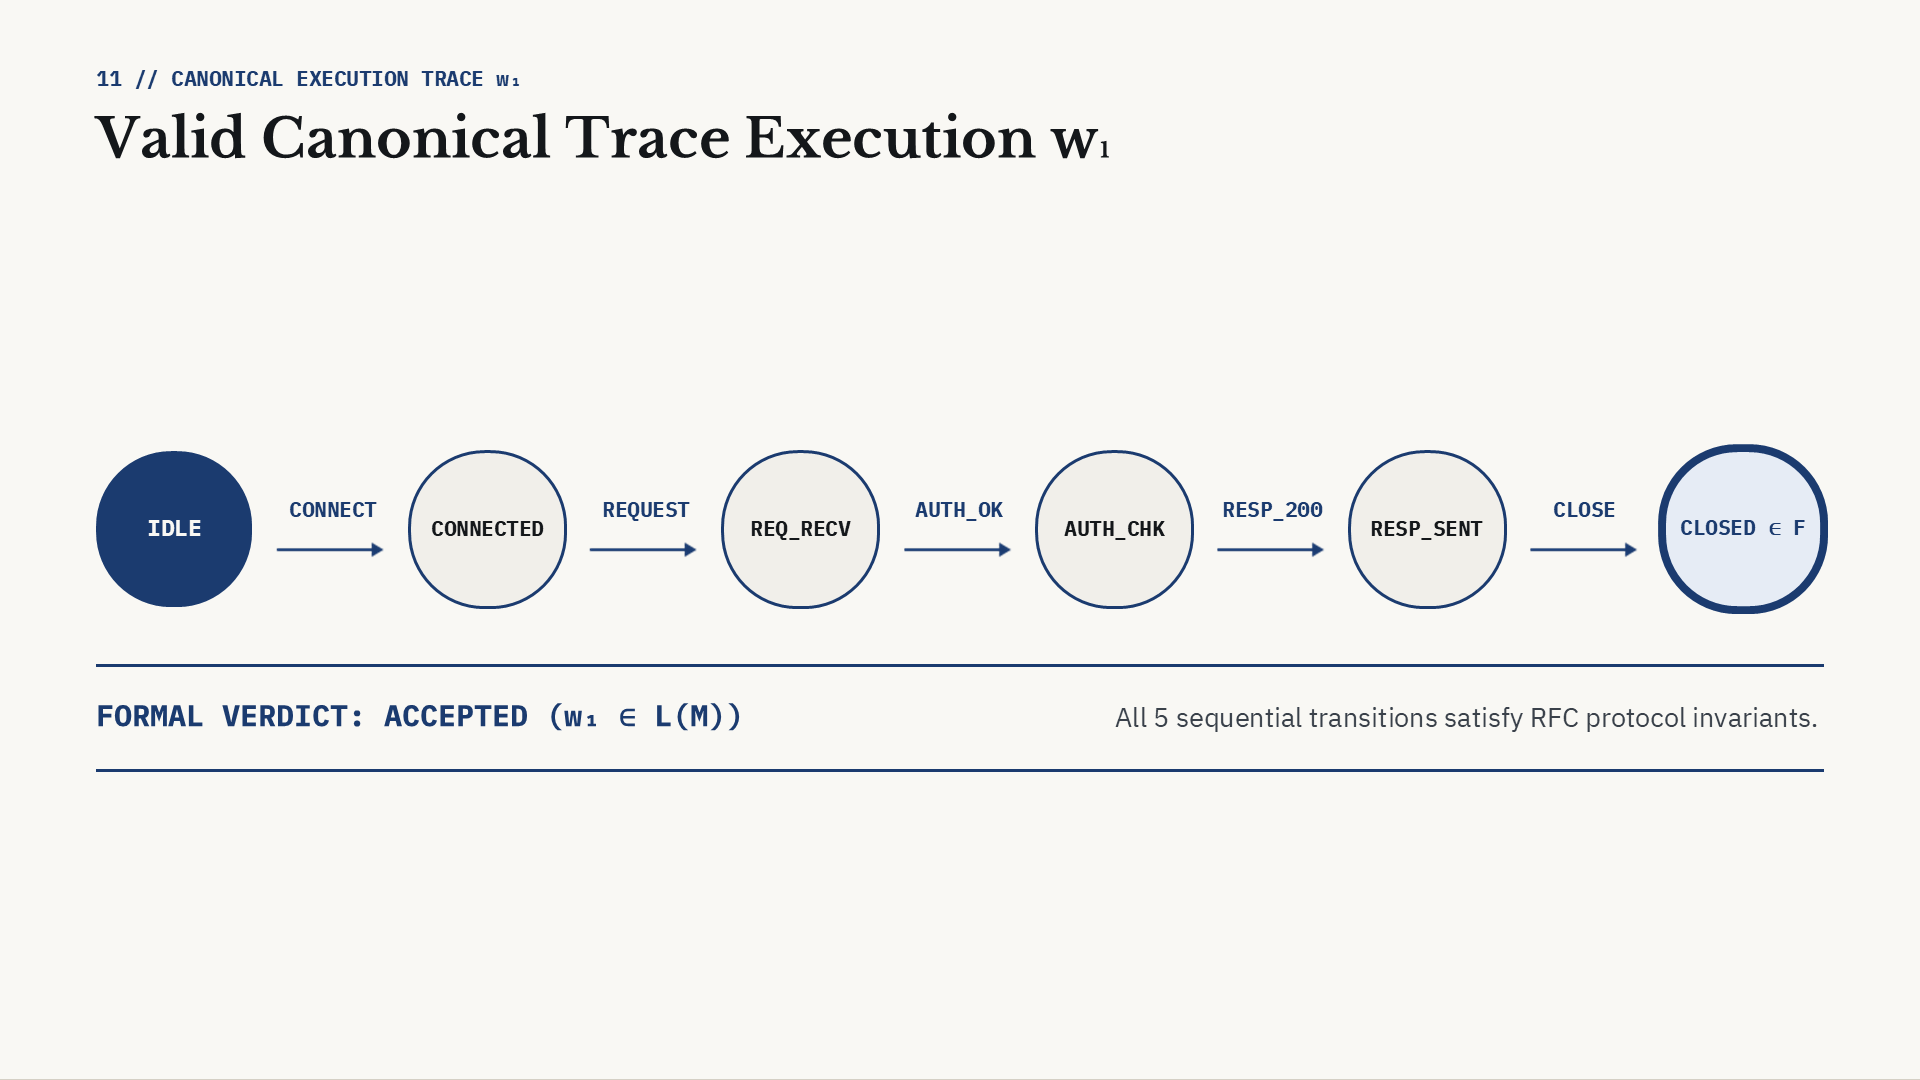 11 // CANONICAL EXECUTION TRACE w₁
Valid Canonical Trace Execution w₁
IDLE
CONNECT
CONNECTED
REQUEST
REQ_RECV
AUTH_OK
AUTH_CHK
RESP_200
RESP_SENT
CLOSE
CLOSED ∈ F
FORMAL VERDICT: ACCEPTED (w₁ ∈ L(M))
All 5 sequential transitions satisfy RFC protocol invariants.